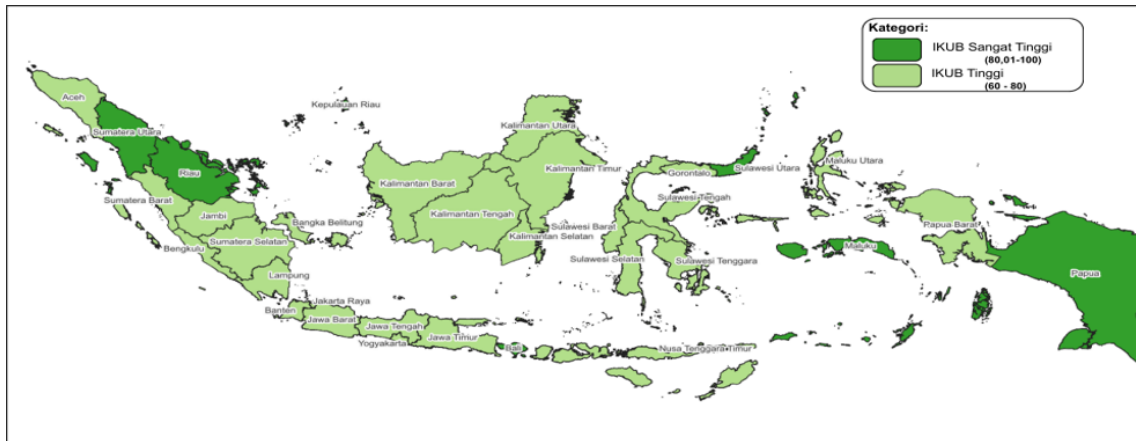 Kategori:
IKUB Sangat Tinggi
(80,01-100)
IKUB Tinggi
(60 - 80)
Aceh
Sumatera Utara
Riau
Kepulauan Riau
Sumatera Barat
Jambi
Bengkulu
Sumatera Selatan
Bangka Belitung
Lampung
Banten
Jakarta Raya
Jawa Barat
Jawa Tengah
Yogyakarta
Jawa Timur
Bali
Nusa Tenggara Timur
Kalimantan Utara
Kalimantan Timur
Kalimantan Barat
Kalimantan Tengah
Kalimantan Selatan
Sulawesi Barat
Sulawesi Selatan
Sulawesi Tenggara
Sulawesi Tengah
Gorontalo
Sulawesi Utara
Maluku Utara
Maluku
Papua Barat
Papua